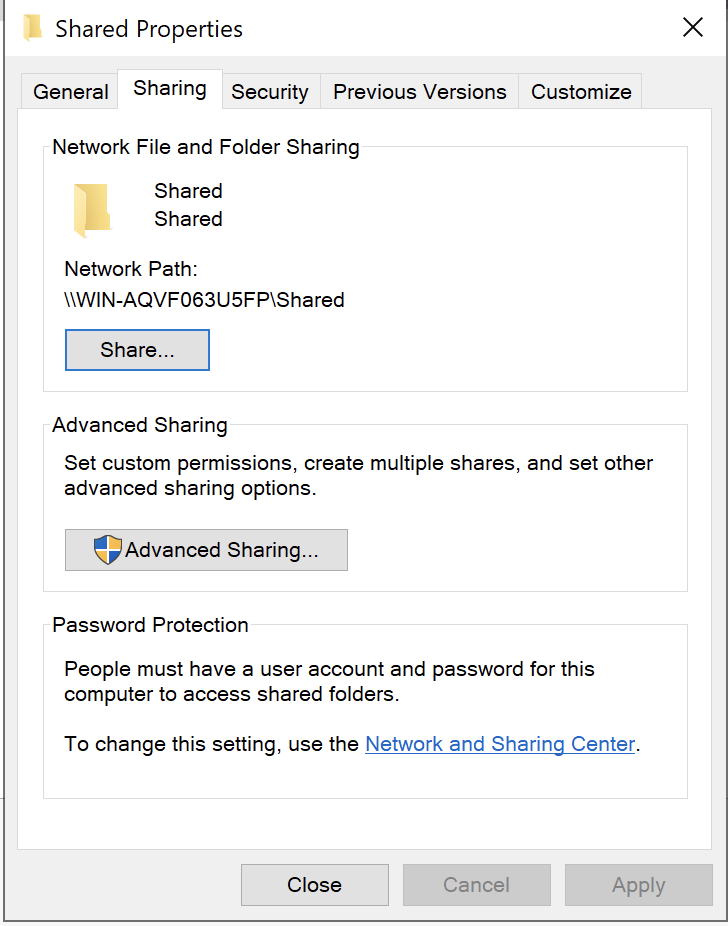 Shared Properties
General Sharing Security Previous Versions Customize
Network File and Folder Sharing
Shared
Shared
Network Path:
\\WIN-AQVF063U5FP\Shared
Share...
Advanced Sharing
Set custom permissions, create multiple shares, and set other
advanced sharing options.
Advanced Sharing...
Password Protection
People must have a user account and password for this
computer to access shared folders.
To change this setting, use the Network and Sharing Center.
Close Cancel Apply